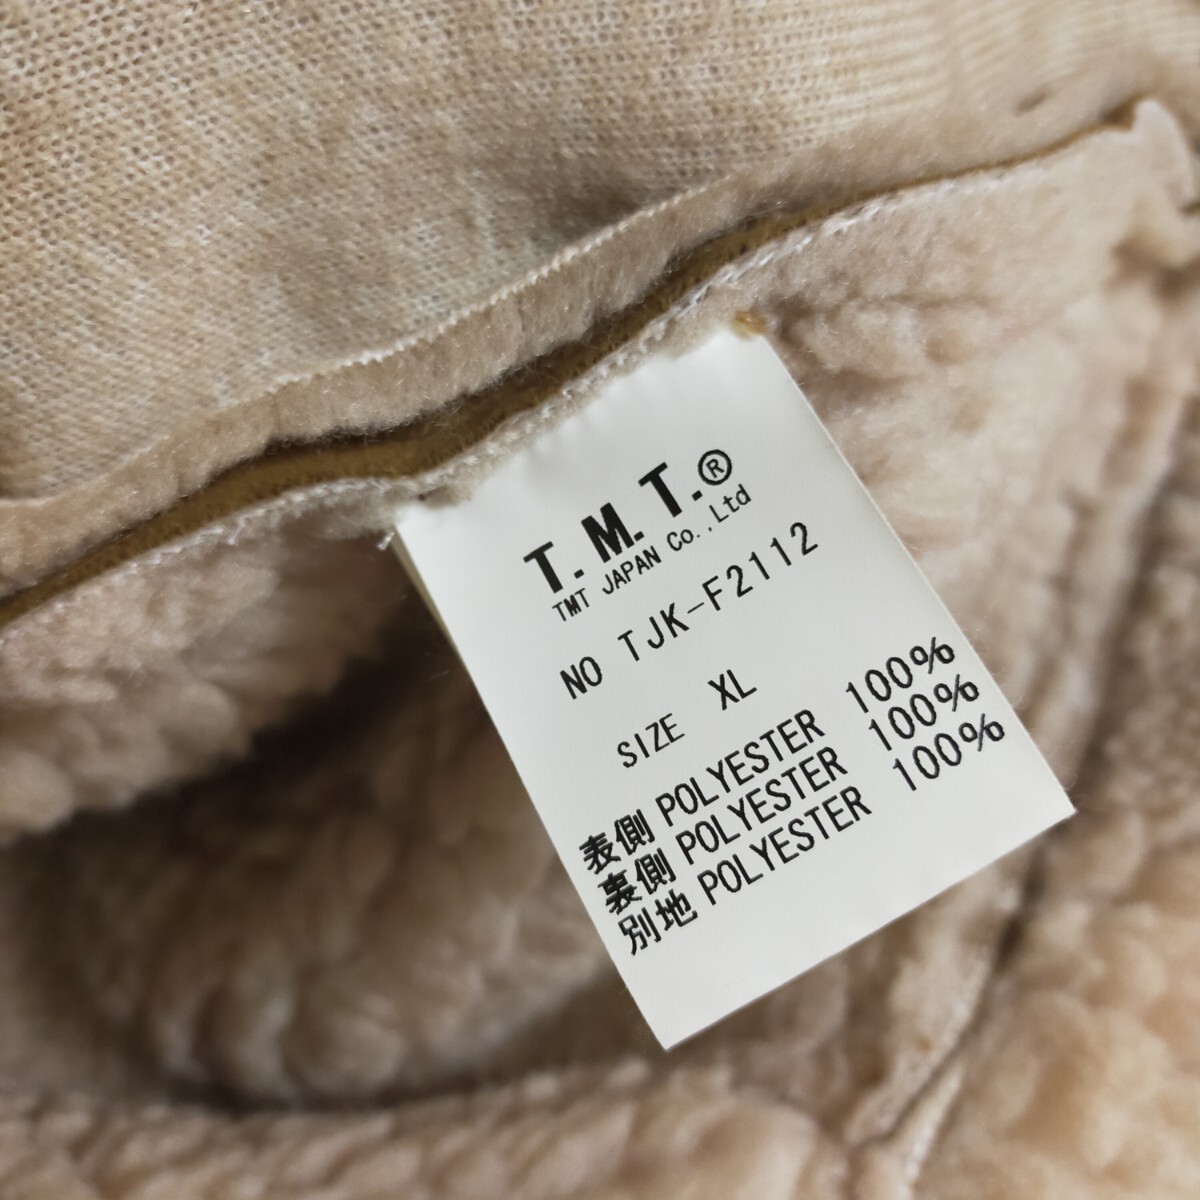 T.M.T.®
TMT JAPAN Co.,Ltd
NO TJK-F2112
SIZE XL
表側 POLYESTER 100%
裏側 POLYESTER 100%
別地 POLYESTER 100%